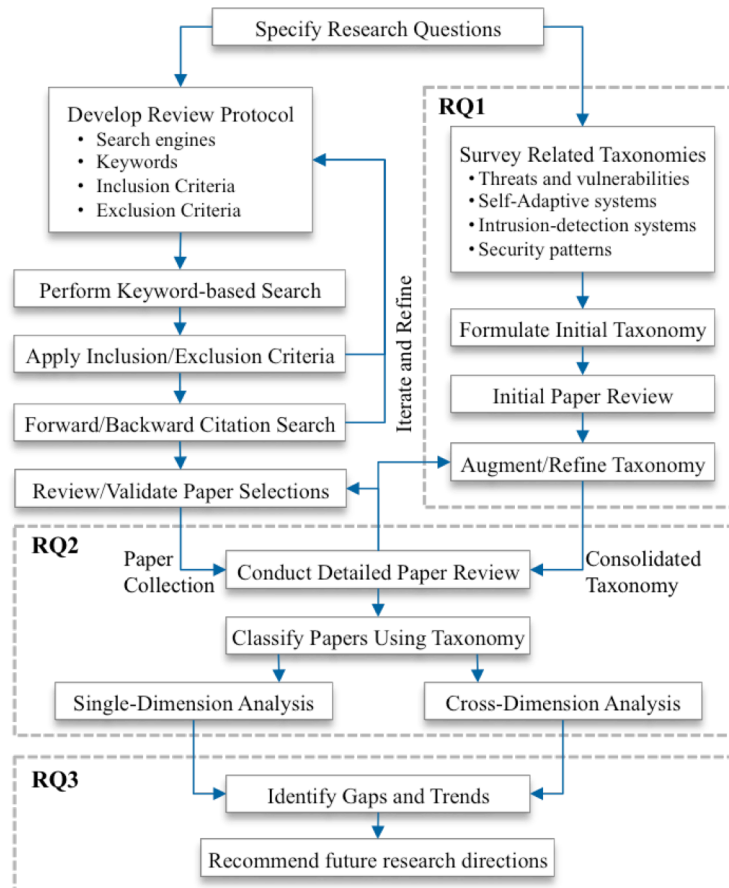 Specify Research Questions
Develop Review Protocol
• Search engines
• Keywords
• Inclusion Criteria
• Exclusion Criteria
Perform Keyword-based Search
Apply Inclusion/Exclusion Criteria
Forward/Backward Citation Search
Review/Validate Paper Selections
Iterate and Refine
RQ1
Survey Related Taxonomies
• Threats and vulnerabilities
• Self-Adaptive systems
• Intrusion-detection systems
• Security patterns
Formulate Initial Taxonomy
Initial Paper Review
Augment/Refine Taxonomy
RQ2
Paper
Collection
Conduct Detailed Paper Review
Consolidated
Taxonomy
Classify Papers Using Taxonomy
Single-Dimension Analysis
Cross-Dimension Analysis
RQ3
Identify Gaps and Trends
Recommend future research directions